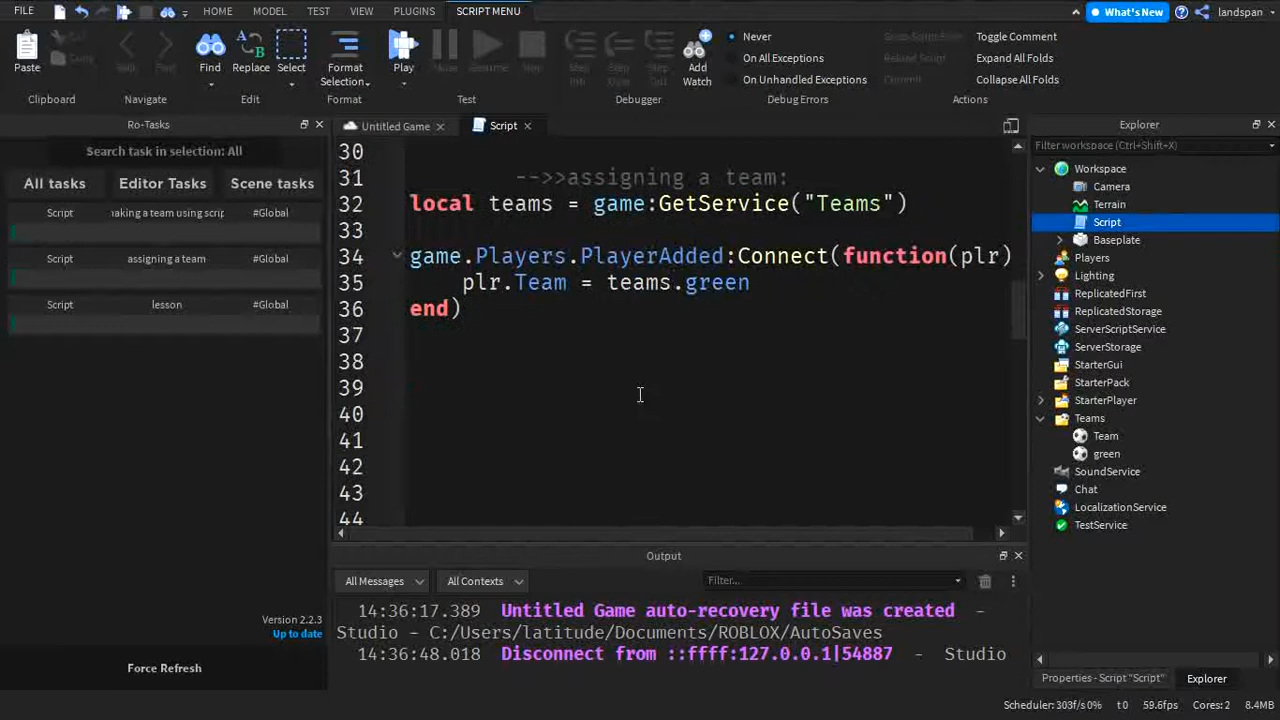 FILE HOME MODEL TEST VIEW PLUGINS SCRIPT MENU What's New landspan
Paste Find Replace Select Format Selection Play Add Watch
Never
On All Exceptions
On Unhandled Exceptions
Toggle Comment
Expand All Folds
Collapse All Folds
Clipboard Navigate Edit Format Test Debugger Debug Errors Actions
Ro-Tasks
Search task in selection: All
All tasks Editor Tasks Scene tasks
Script naking a team using scrip #Global
Script assigning a team #Global
Script lesson #Global
Version 2.2.3
Up to date
Force Refresh
Untitled Game Script
30
31 -->>assigning a team:
32 local teams = game:GetService("Teams")
33
34 game.Players.PlayerAdded:Connect(function(plr)
35 plr.Team = teams.green
36 end)
37
38
39
40
41
42
43
44
Output
All Messages All Contexts Filter...
14:36:17.389 Untitled Game auto-recovery file was created -
Studio - C:/Users/latitude/Documents/ROBLOX/AutoSaves
14:36:48.018 Disconnect from ::ffff:127.0.0.1|54887 - Studio
Explorer
Filter workspace (Ctrl+Shift+X)
Workspace
Camera
Terrain
Script
Baseplate
Players
Lighting
ReplicatedFirst
ReplicatedStorage
ServerScriptService
ServerStorage
StarterGui
StarterPack
StarterPlayer
Teams
Team
green
SoundService
Chat
LocalizationService
TestService
Properties - Script "Script" Explorer
Scheduler: 303f/s0% t0 59.6fps Cores: 2 8.4MB